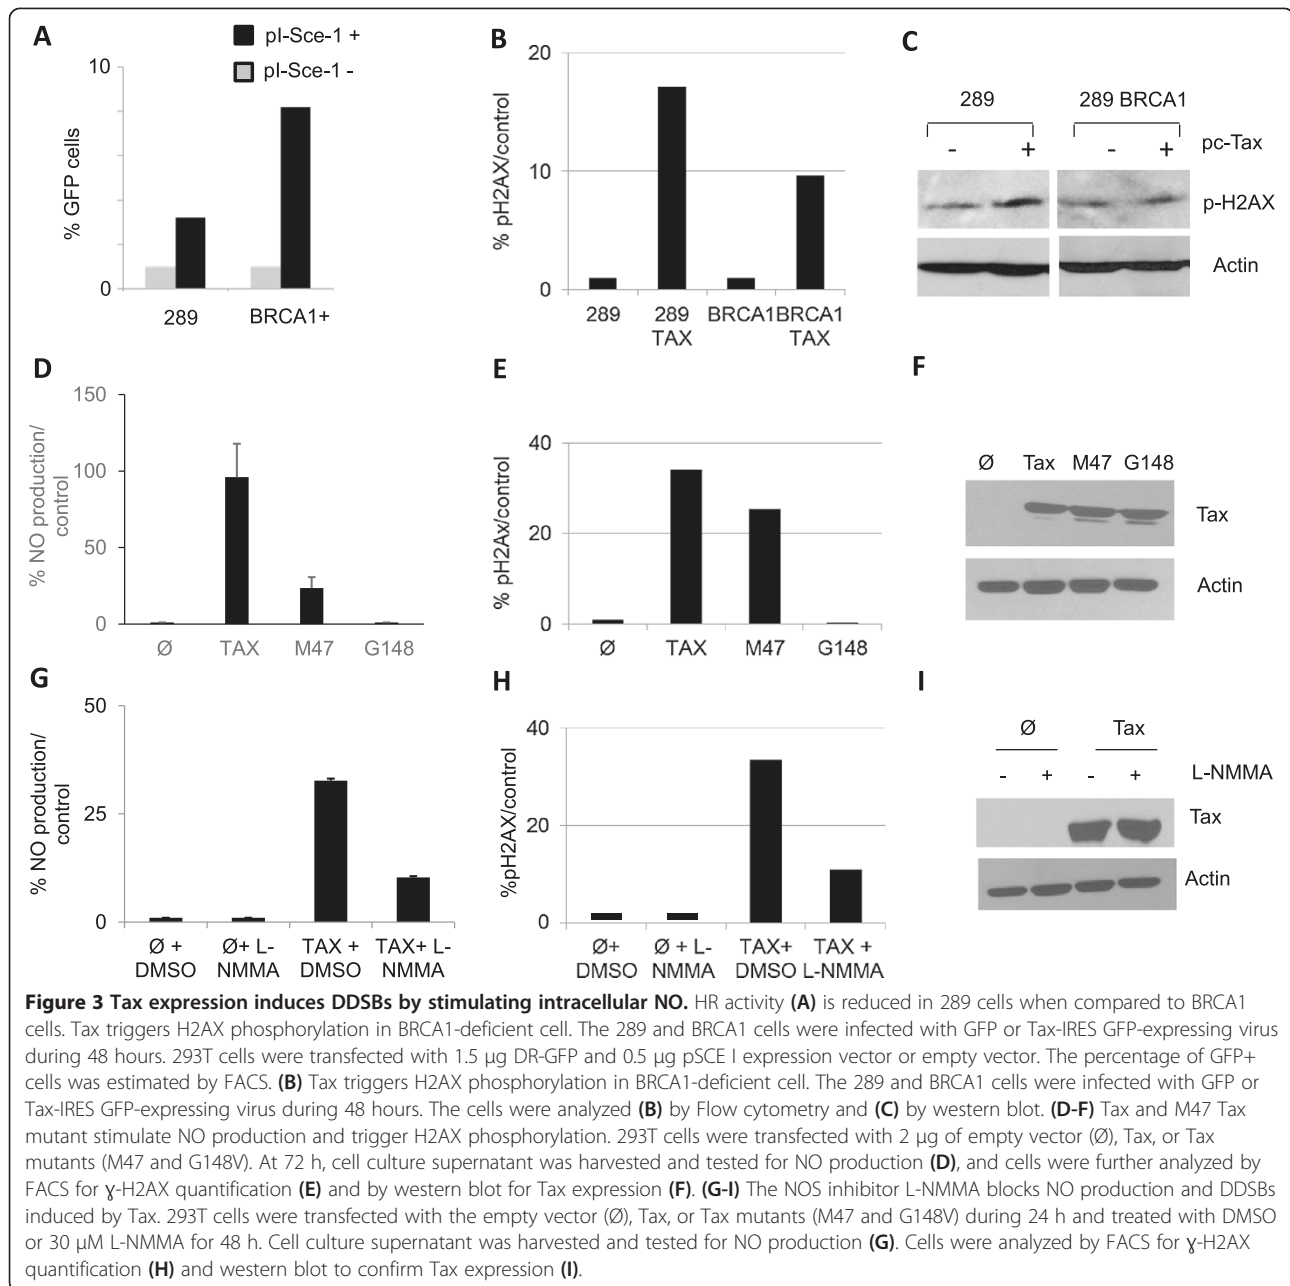 A
pI-Sce-1 +
pI-Sce-1 -
10
0
% GFP cells
289
BRCA1+
B
20
10
0
% pH2AX/control
289
289 TAX
BRCA1
BRCA1 TAX
C
289
289 BRCA1
- + - +
pc-Tax
p-H2AX
Actin
D
150
100
50
0
% NO production/
control
Ø TAX M47 G148
E
40
20
0
% pH2Ax/control
Ø TAX M47 G148
F
Ø Tax M47 G148
Tax
Actin
G
50
25
0
% NO production/
control
Ø + DMSO
Ø+ L-NMMA
TAX + DMSO
TAX+ L-NMMA
H
40
20
0
%pH2AX/control
Ø+ DMSO
Ø + L-NMMA
TAX+ DMSO
TAX + L-NMMA
I
Ø Tax
- + - +
L-NMMA
Tax
Actin
Figure 3 Tax expression induces DDSBs by stimulating intracellular NO. HR activity (A) is reduced in 289 cells when compared to BRCA1
cells. Tax triggers H2AX phosphorylation in BRCA1-deficient cell. The 289 and BRCA1 cells were infected with GFP or Tax-IRES GFP-expressing virus
during 48 hours. 293T cells were transfected with 1.5 μg DR-GFP and 0.5 μg pSCE I expression vector or empty vector. The percentage of GFP+
cells was estimated by FACS. (B) Tax triggers H2AX phosphorylation in BRCA1-deficient cell. The 289 and BRCA1 cells were infected with GFP or
Tax-IRES GFP-expressing virus during 48 hours. The cells were analyzed (B) by Flow cytometry and (C) by western blot. (D-F) Tax and M47 Tax
mutant stimulate NO production and trigger H2AX phosphorylation. 293T cells were transfected with 2 μg of empty vector (Ø), Tax, or Tax
mutants (M47 and G148V). At 72 h, cell culture supernatant was harvested and tested for NO production (D), and cells were further analyzed by
FACS for ɣ-H2AX quantification (E) and by western blot for Tax expression (F). (G-I) The NOS inhibitor L-NMMA blocks NO production and DDSBs
induced by Tax. 293T cells were transfected with the empty vector (Ø), Tax, or Tax mutants (M47 and G148V) during 24 h and treated with DMSO
or 30 μM L-NMMA for 48 h. Cell culture supernatant was harvested and tested for NO production (G). Cells were analyzed by FACS for ɣ-H2AX
quantification (H) and western blot to confirm Tax expression (I).